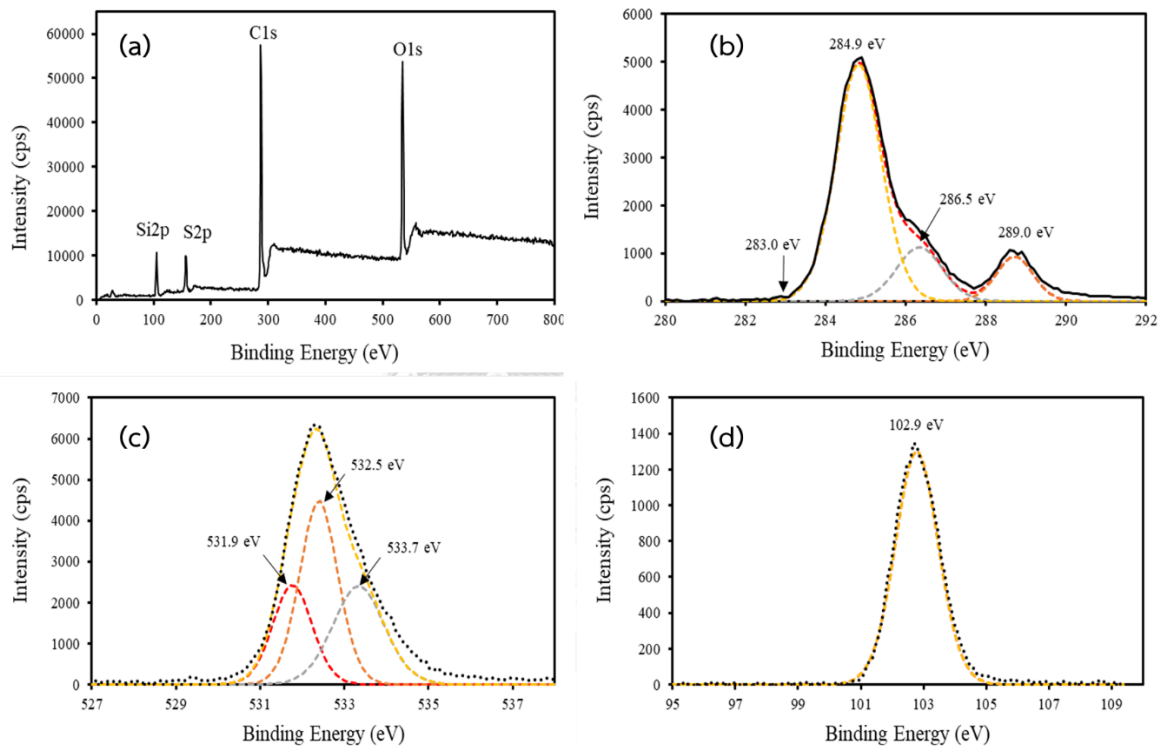 (a)
C1s
O1s
Si2p
S2p
Intensity (cps)
60000
50000
40000
30000
20000
10000
0
0 100 200 300 400 500 600 700 800
Binding Energy (eV)
(b)
284.9 eV
286.5 eV
283.0 eV
289.0 eV
Intensity (cps)
6000
5000
4000
3000
2000
1000
0
280 282 284 286 288 290 292
Binding Energy (eV)
(c)
532.5 eV
531.9 eV
533.7 eV
Intensity (cps)
7000
6000
5000
4000
3000
2000
1000
0
527 529 531 533 535 537
Binding Energy (eV)
(d)
102.9 eV
Intensity (cps)
1600
1400
1200
1000
800
600
400
200
0
95 97 99 101 103 105 107 109
Binding Energy (eV)